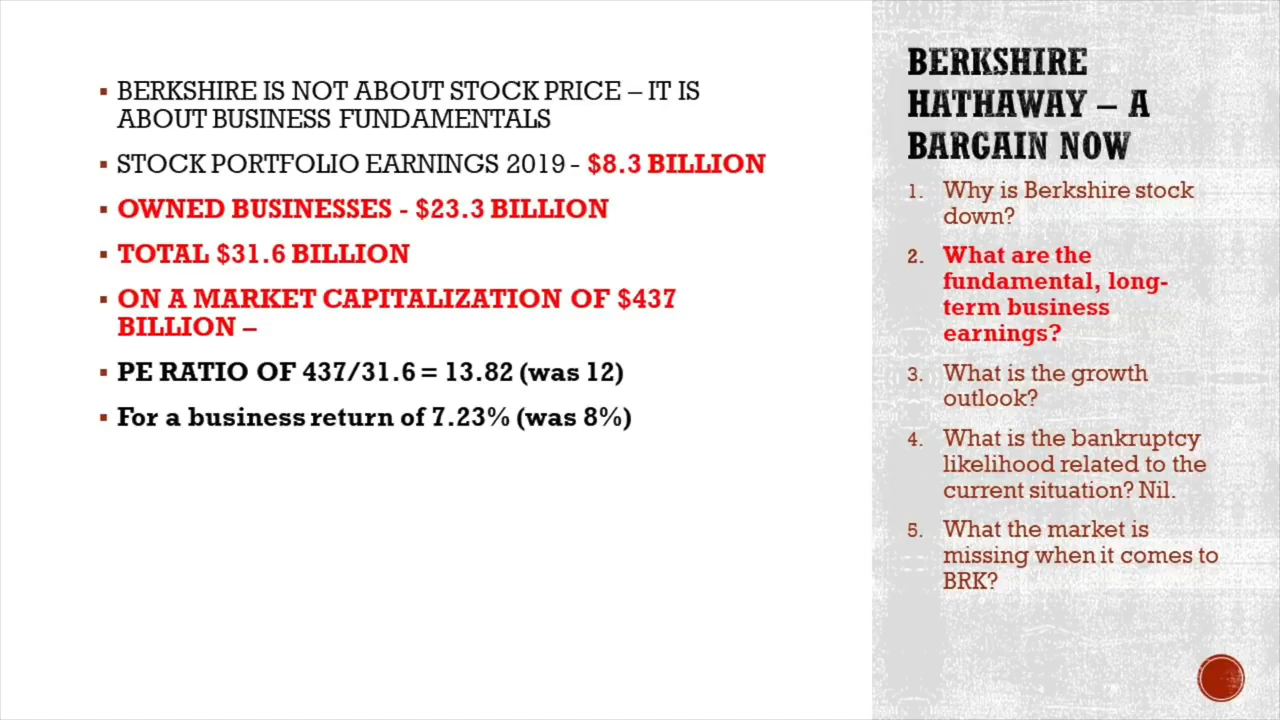 ▪ BERKSHIRE IS NOT ABOUT STOCK PRICE – IT IS
ABOUT BUSINESS FUNDAMENTALS
▪ STOCK PORTFOLIO EARNINGS 2019 - $8.3 BILLION
▪ OWNED BUSINESSES - $23.3 BILLION
▪ TOTAL $31.6 BILLION
▪ ON A MARKET CAPITALIZATION OF $437
BILLION –
▪ PE RATIO OF 437/31.6 = 13.82 (was 12)
▪ For a business return of 7.23% (was 8%)
BERKSHIRE
HATHAWAY – A
BARGAIN NOW
1. Why is Berkshire stock
down?
2. What are the
fundamental, long-
term business
earnings?
3. What is the growth
outlook?
4. What is the bankruptcy
likelihood related to the
current situation? Nil.
5. What the market is
missing when it comes to
BRK?